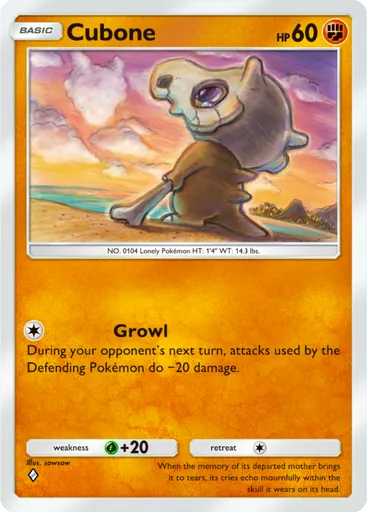 BASIC
Cubone
HP 60
NO. 0104 Lonely Pokémon HT: 1'4" WT: 14.3 lbs.
Growl
During your opponent's next turn, attacks used by the
Defending Pokémon do −20 damage.
weakness +20
retreat
Illus. sowsow
When the memory of its departed mother brings
it to tears, its cries echo mournfully within the
skull it wears on its head.